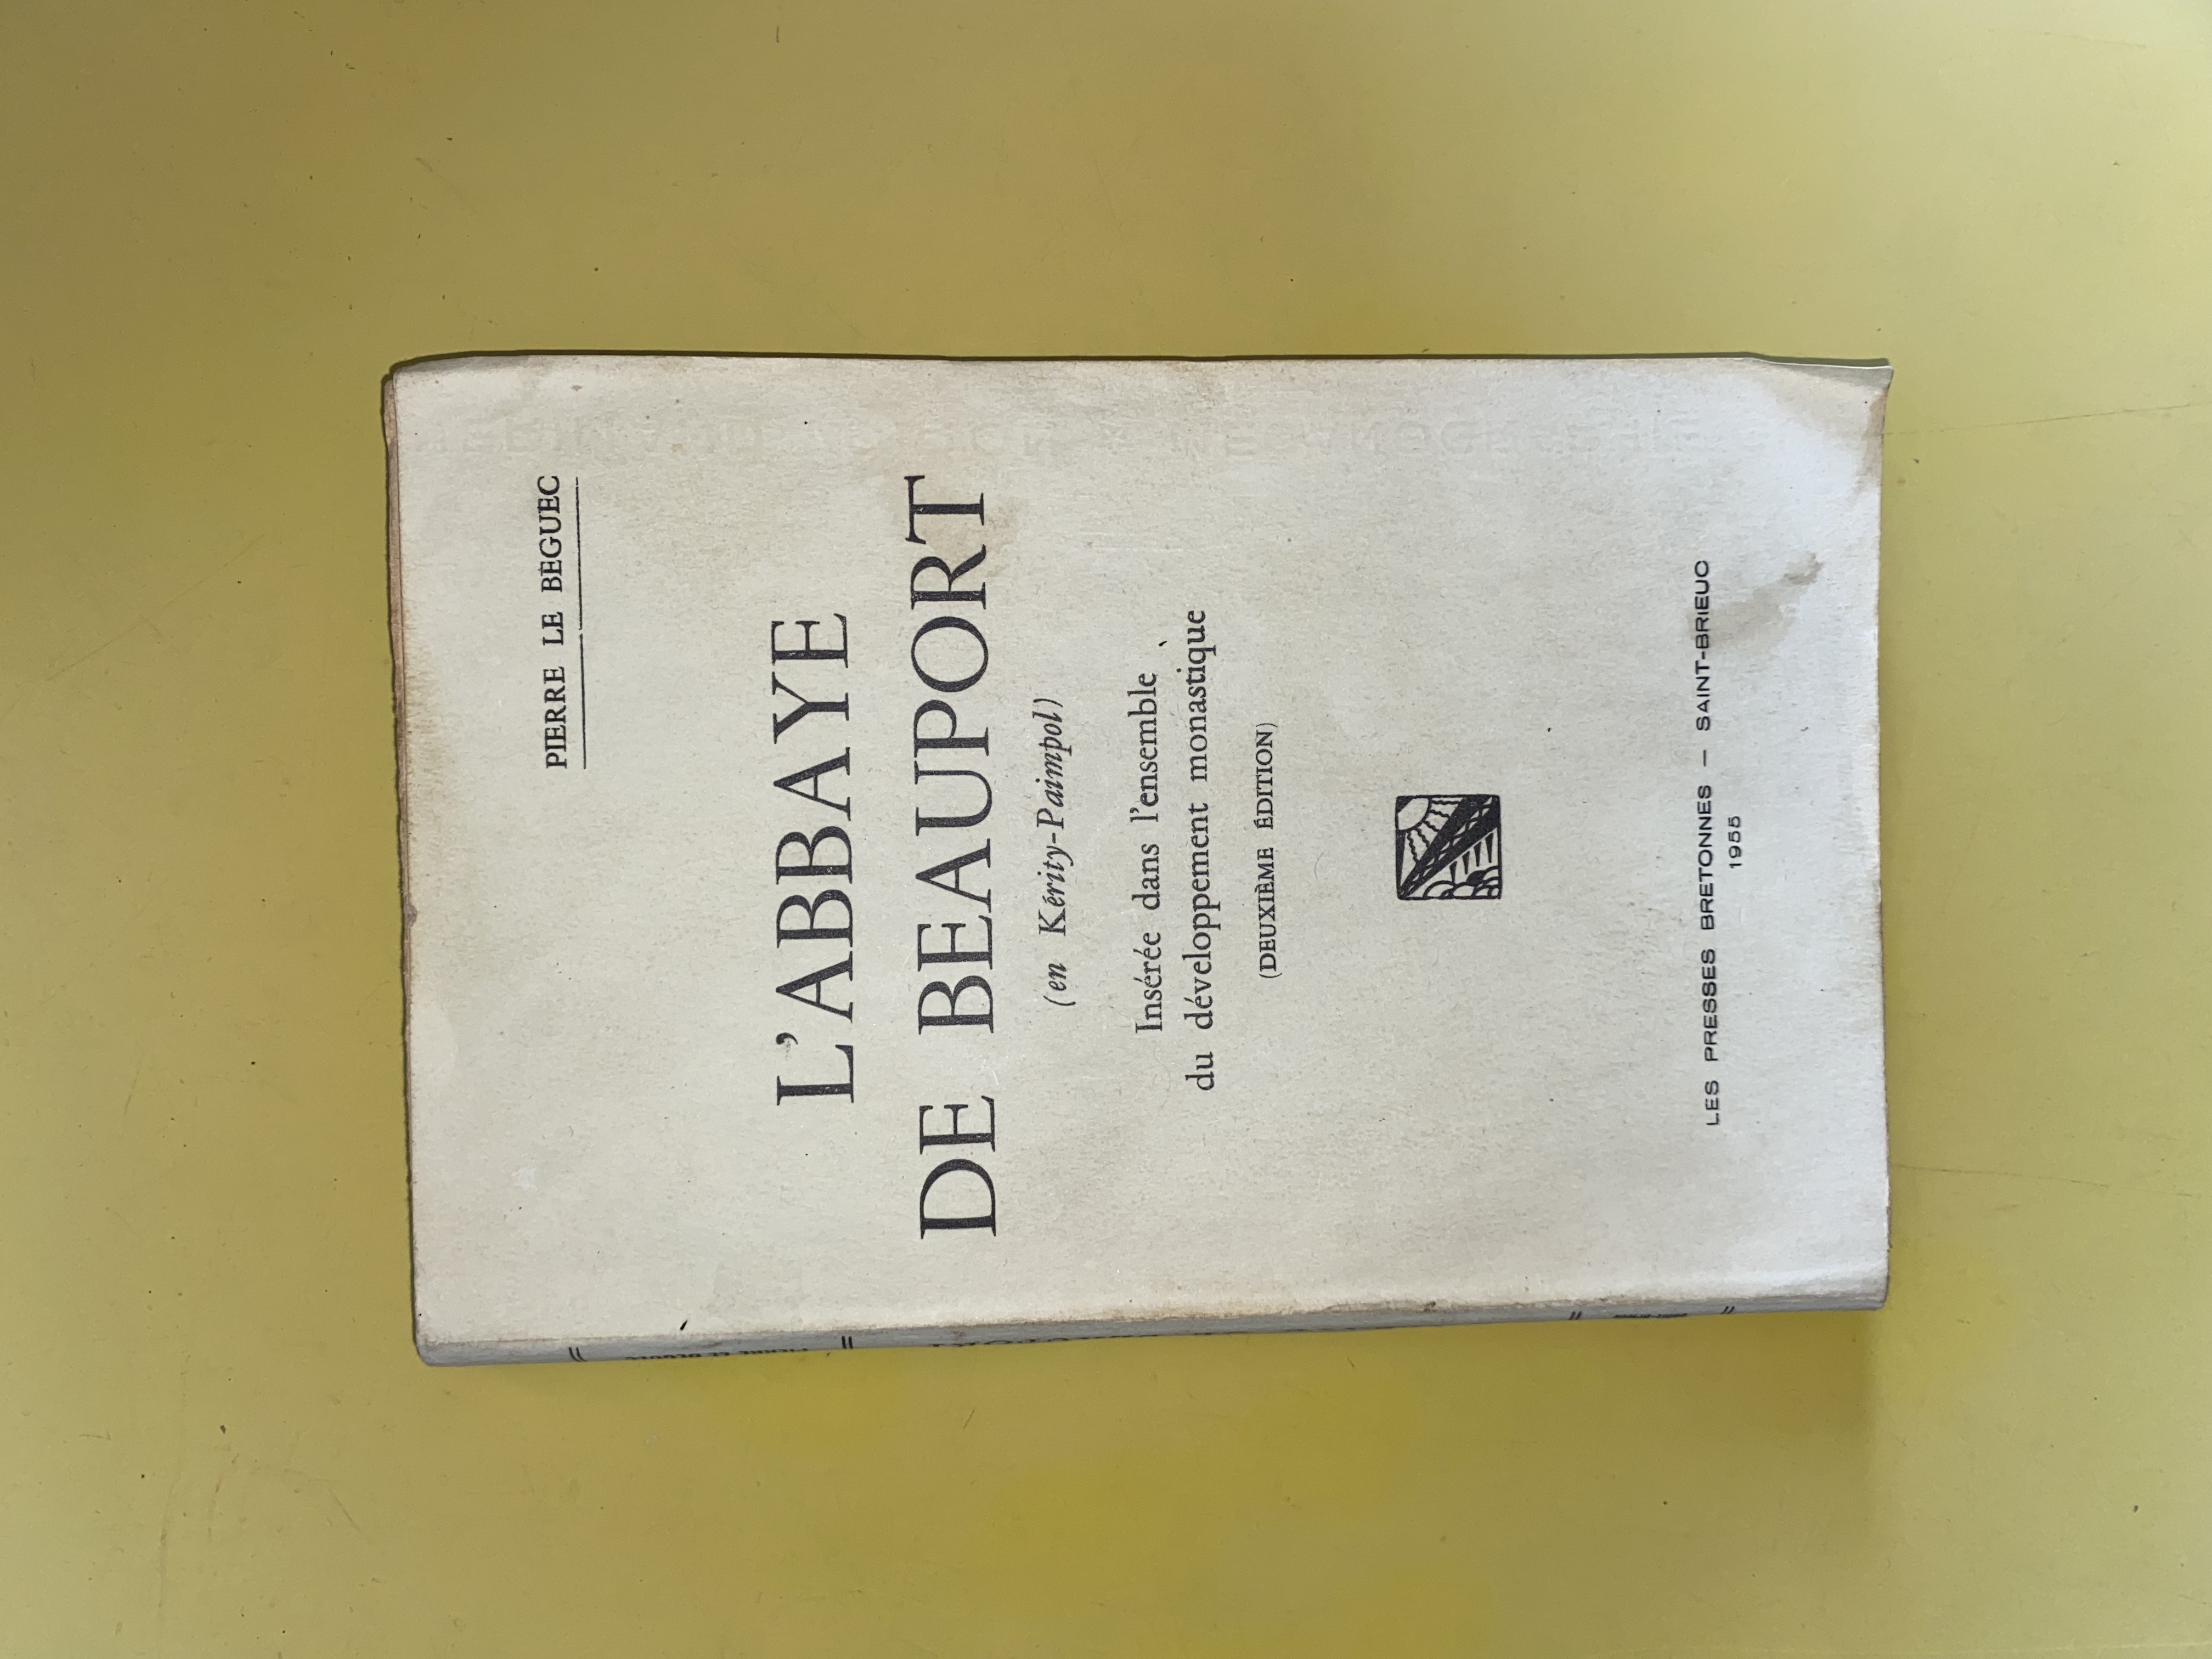 PIERRE LE BÉGUEC
L'ABBAYE
DE BEAUPORT
(en Kérity-Paimpol)
Insérée dans l'ensemble
du développement monastique
(DEUXIÈME ÉDITION)
LES PRESSES BRETONNES — SAINT-BRIEUC
1955